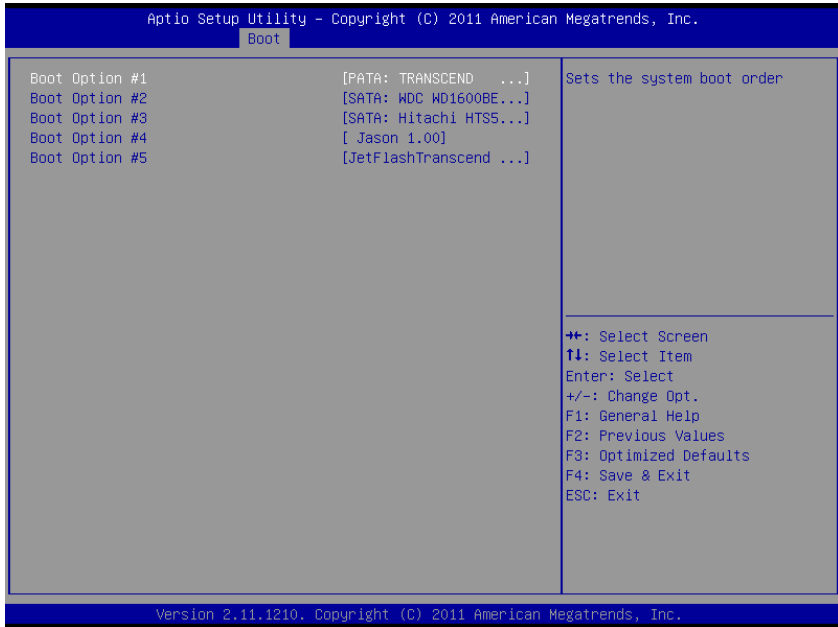 Aptio Setup Utility – Copyright (C) 2011 American Megatrends, Inc.
Boot
Boot Option #1 [PATA: TRANSCEND ...]
Boot Option #2 [SATA: WDC WD1600BE...]
Boot Option #3 [SATA: Hitachi HTS5...]
Boot Option #4 [ Jason 1.00]
Boot Option #5 [JetFlashTranscend ...]
Sets the system boot order
→←: Select Screen
↑↓: Select Item
Enter: Select
+/-: Change Opt.
F1: General Help
F2: Previous Values
F3: Optimized Defaults
F4: Save & Exit
ESC: Exit
Version 2.11.1210. Copyright (C) 2011 American Megatrends, Inc.